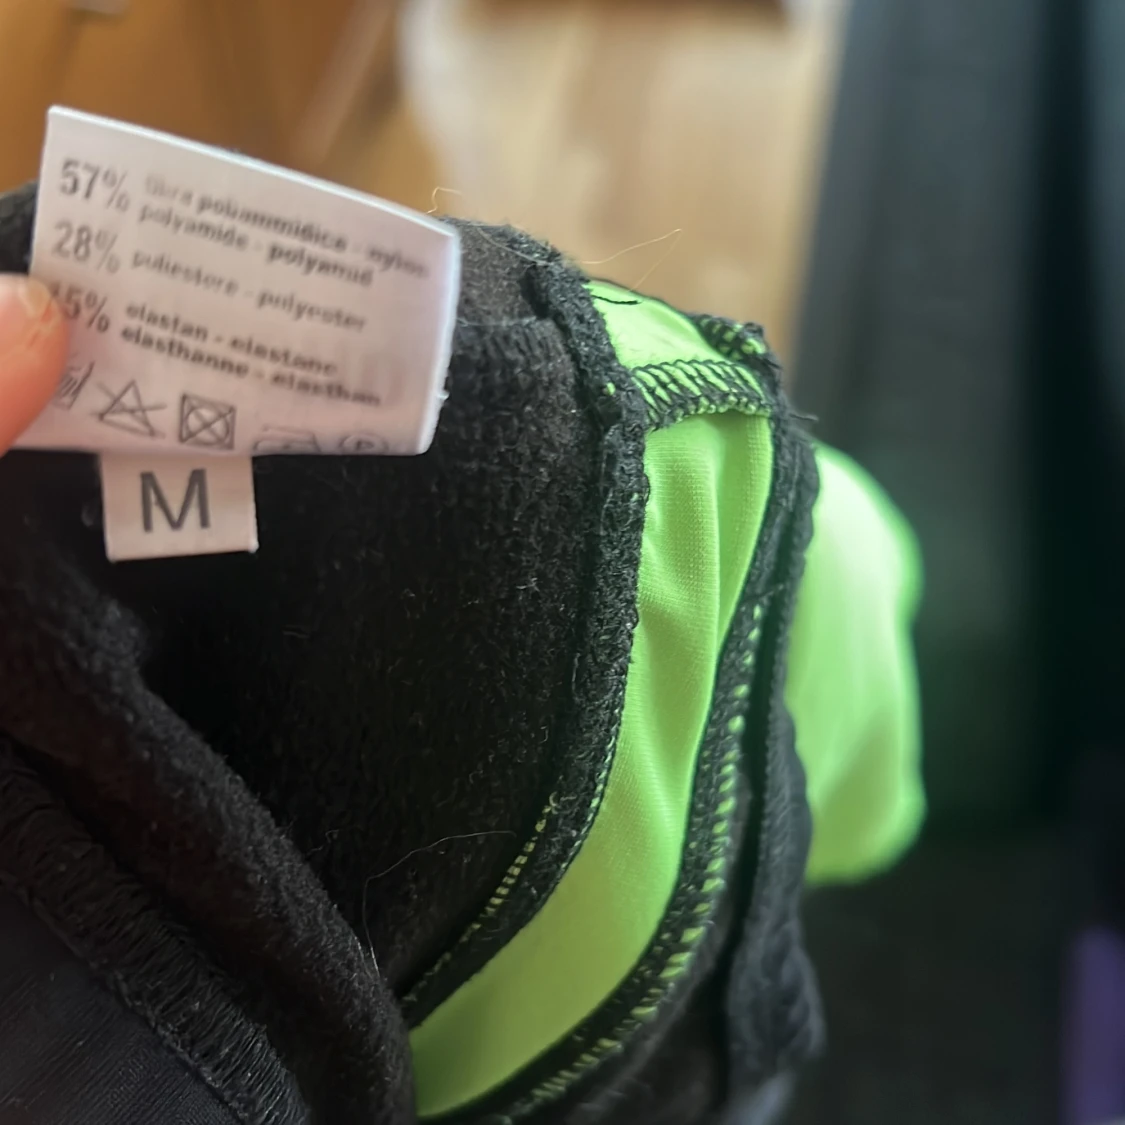 57% fibra poliammidica - nylon
polyamide - polyamid
28% poliestere - polyester
15% elastan - elastane
elasthanne - elasthan
M